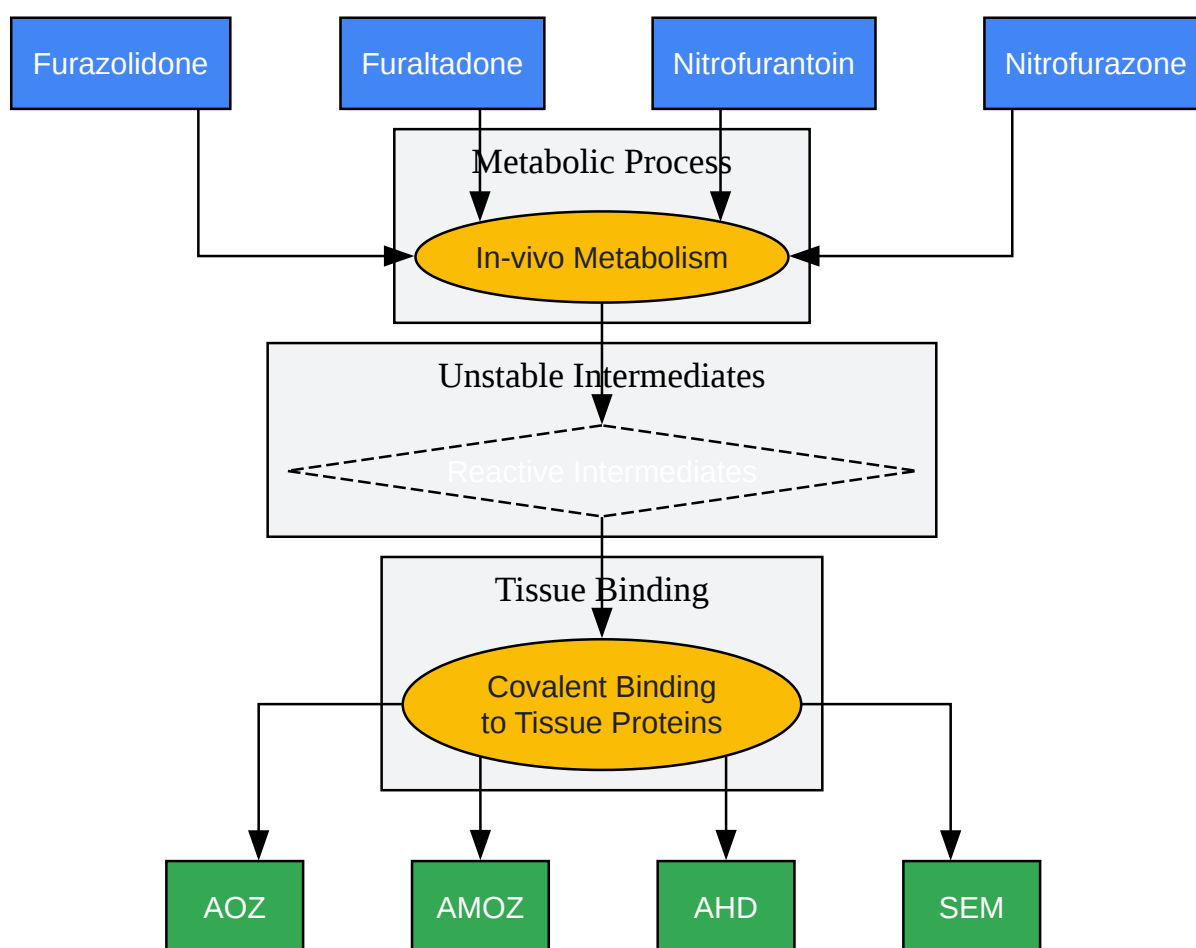 Furazolidone
Furaltadone
Nitrofurantoin
Nitrofurazone
Metabolic Process
In-vivo Metabolism
Unstable Intermediates
Reactive Intermediates
Tissue Binding
Covalent Binding
to Tissue Proteins
AOZ
AMOZ
AHD
SEM